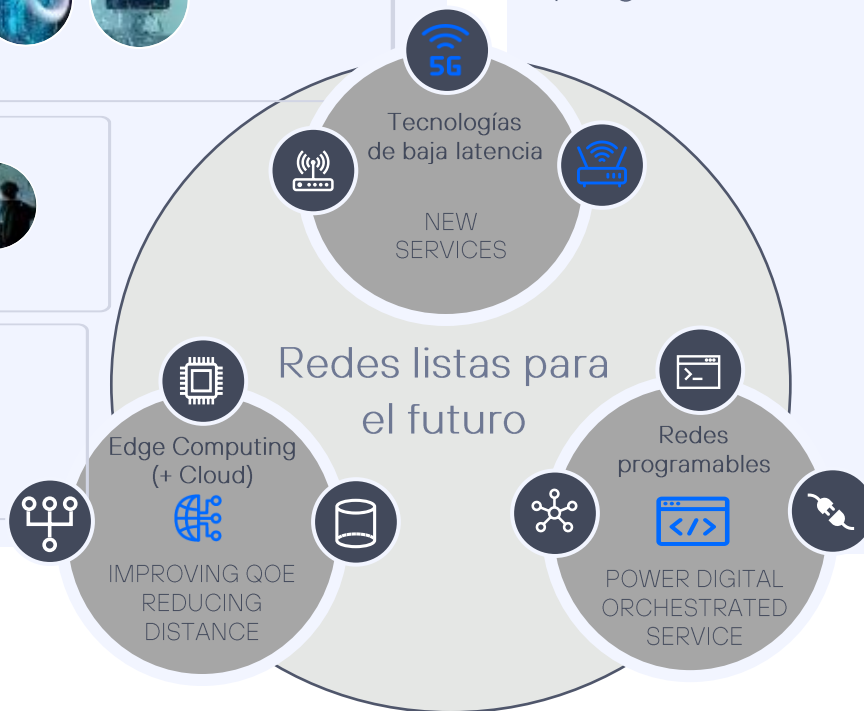 5G
Tecnologías
de baja latencia
NEW
SERVICES
Redes listas para
el futuro
Edge Computing
(+ Cloud)
IMPROVING QOE
REDUCING
DISTANCE
Redes
programables
</>
POWER DIGITAL
ORCHESTRATED
SERVICE